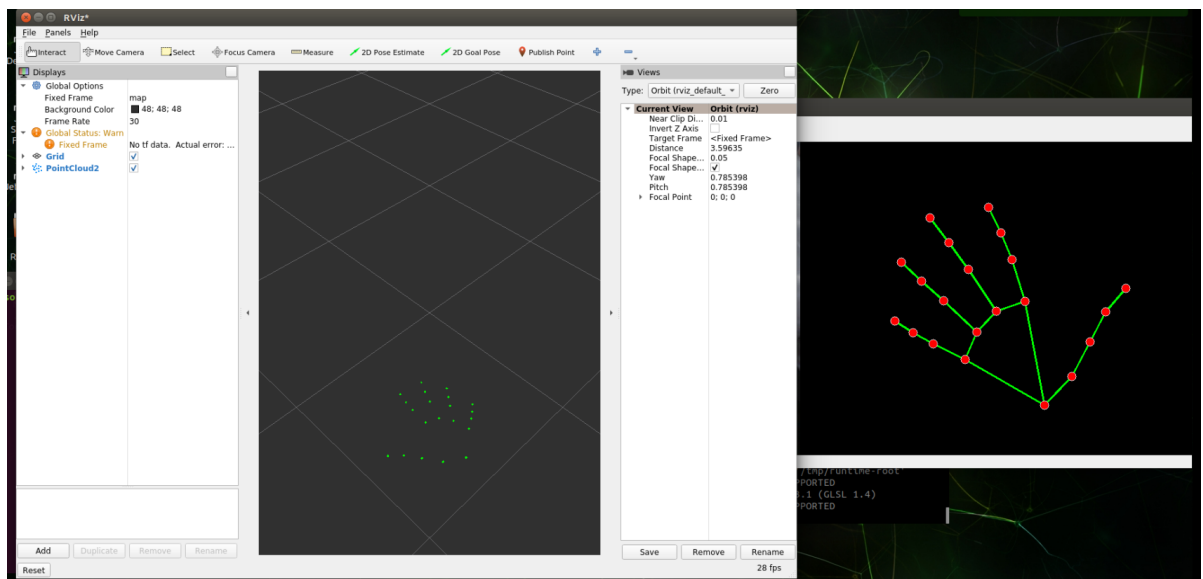 RViz*
File Panels Help
Interact Move Camera Select Focus Camera Measure 2D Pose Estimate 2D Goal Pose Publish Point
Displays
Global Options
Fixed Frame map
Background Color 48; 48; 48
Frame Rate 30
Global Status: Warn
Fixed Frame No tf data. Actual error: ...
Grid
PointCloud2
Add Duplicate Remove Rename
Reset
Views
Type: Orbit (rviz_default_ Zero
Current View Orbit (rviz)
Near Clip Di... 0.01
Invert Z Axis
Target Frame <Fixed Frame>
Distance 3.59635
Focal Shape... 0.05
Focal Shape...
Yaw 0.785398
Pitch 0.785398
Focal Point 0; 0; 0
Save Remove Rename
28 fps
/tmp/runtime-root'
PPORTED
3.1 (GLSL 1.4)
PPORTED